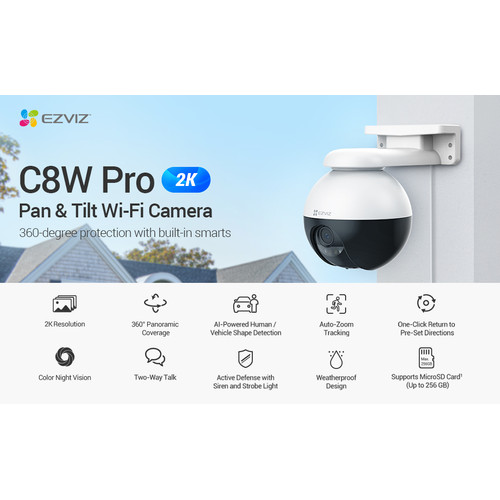 EZVIZ™
C8W Pro 2K
Pan & Tilt Wi-Fi Camera
360-degree protection with built-in smarts
EZVIZ
2K Resolution
360° Panoramic
Coverage
AI-Powered Human /
Vehicle Shape Detection
Auto-Zoom
Tracking
One-Click Return to
Pre-Set Directions
Color Night Vision
Two-Way Talk
Active Defense with
Siren and Strobe Light
Weatherproof
Design
Max.
256GB
Supports MicroSD Card¹
(Up to 256 GB)